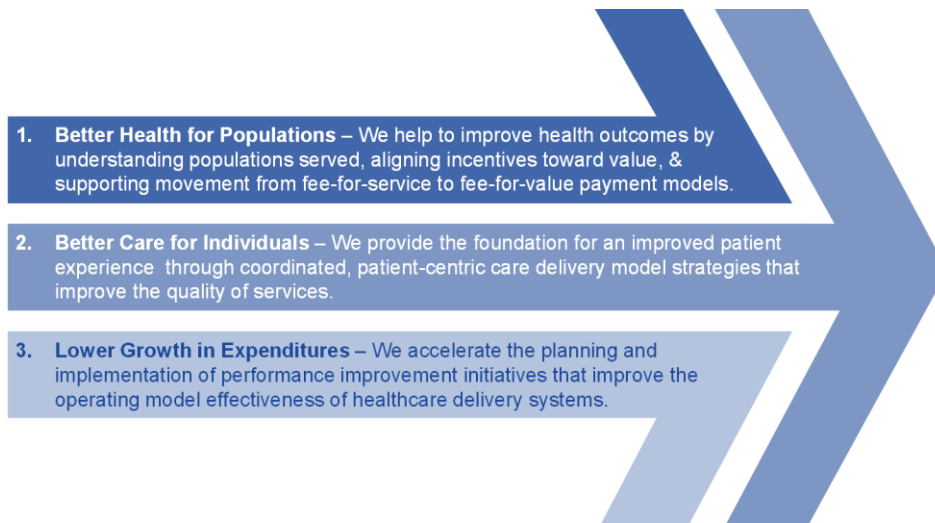 1. Better Health for Populations – We help to improve health outcomes by
understanding populations served, aligning incentives toward value, &
supporting movement from fee-for-service to fee-for-value payment models.
2. Better Care for Individuals – We provide the foundation for an improved patient
experience through coordinated, patient-centric care delivery model strategies that
improve the quality of services.
3. Lower Growth in Expenditures – We accelerate the planning and
implementation of performance improvement initiatives that improve the
operating model effectiveness of healthcare delivery systems.